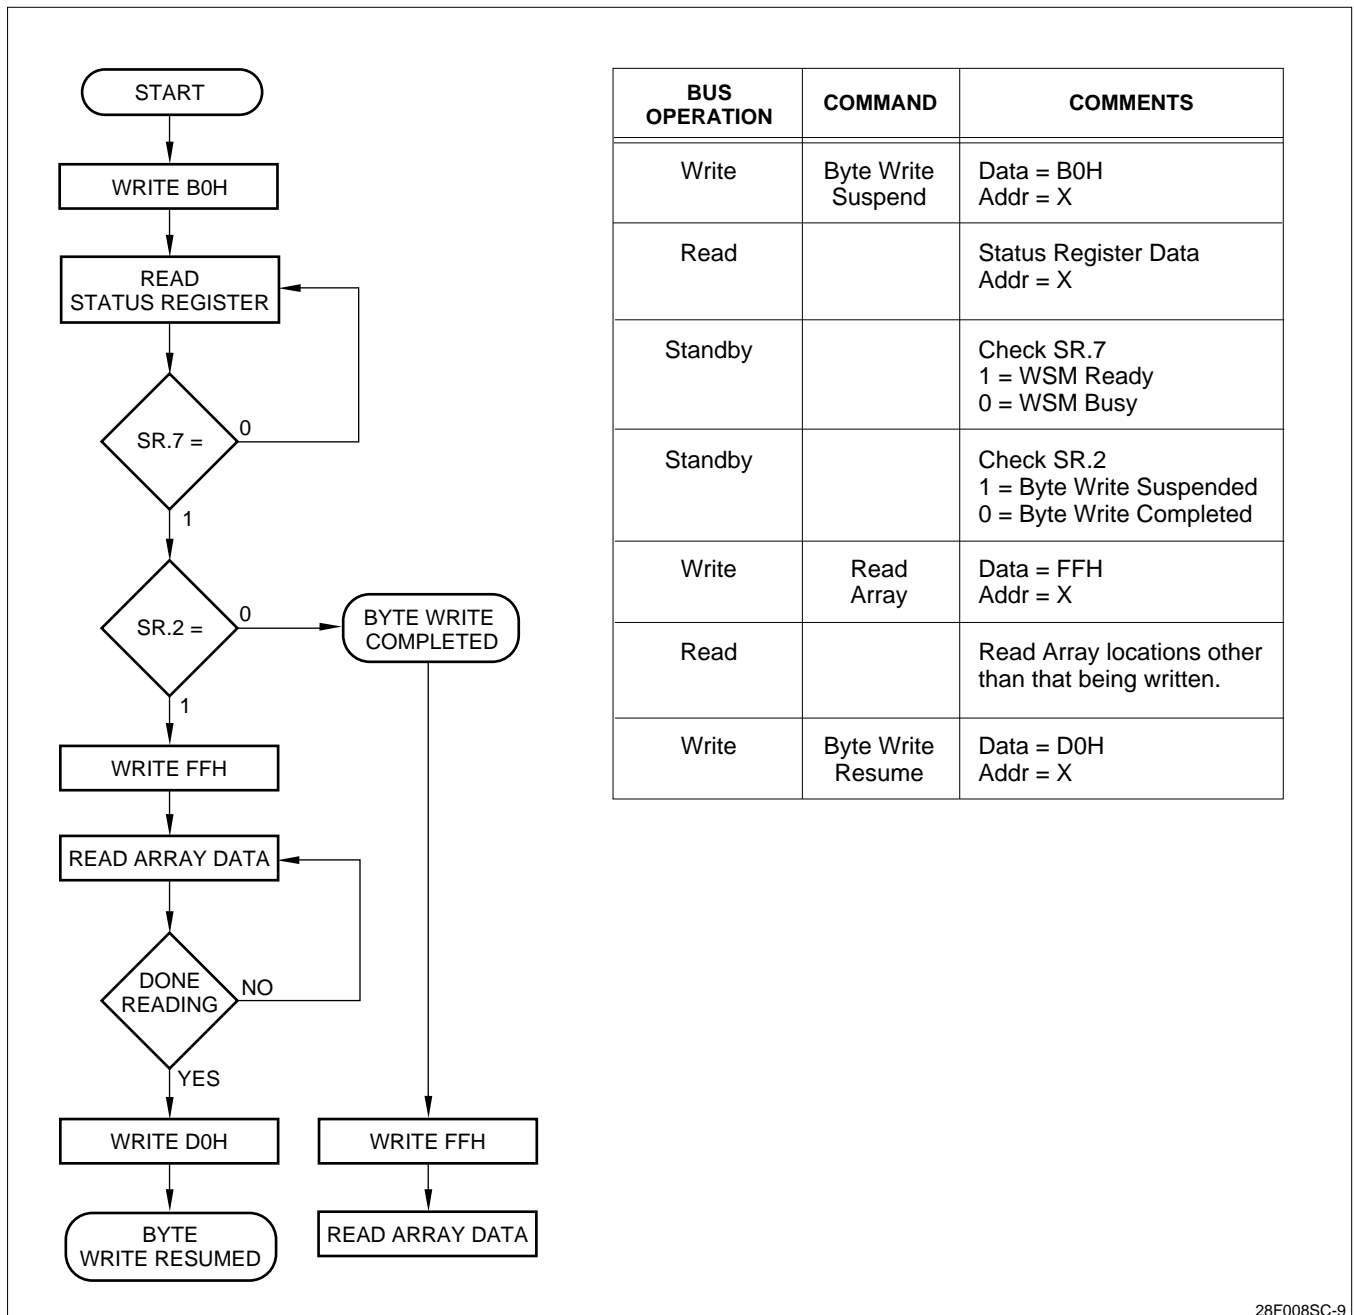 START
WRITE B0H
READ
STATUS REGISTER
SR.7 =
0
1
SR.2 =
0
BYTE WRITE
COMPLETED
1
WRITE FFH
READ ARRAY DATA
DONE
READING
NO
YES
WRITE D0H
WRITE FFH
BYTE
WRITE RESUMED
READ ARRAY DATA
BUS
OPERATION
COMMAND
COMMENTS
Write
Byte Write
Suspend
Data = B0H
Addr = X
Read
Status Register Data
Addr = X
Standby
Check SR.7
1 = WSM Ready
0 = WSM Busy
Standby
Check SR.2
1 = Byte Write Suspended
0 = Byte Write Completed
Write
Read
Array
Data = FFH
Addr = X
Read
Read Array locations other
than that being written.
Write
Byte Write
Resume
Data = D0H
Addr = X
28F008SC-9